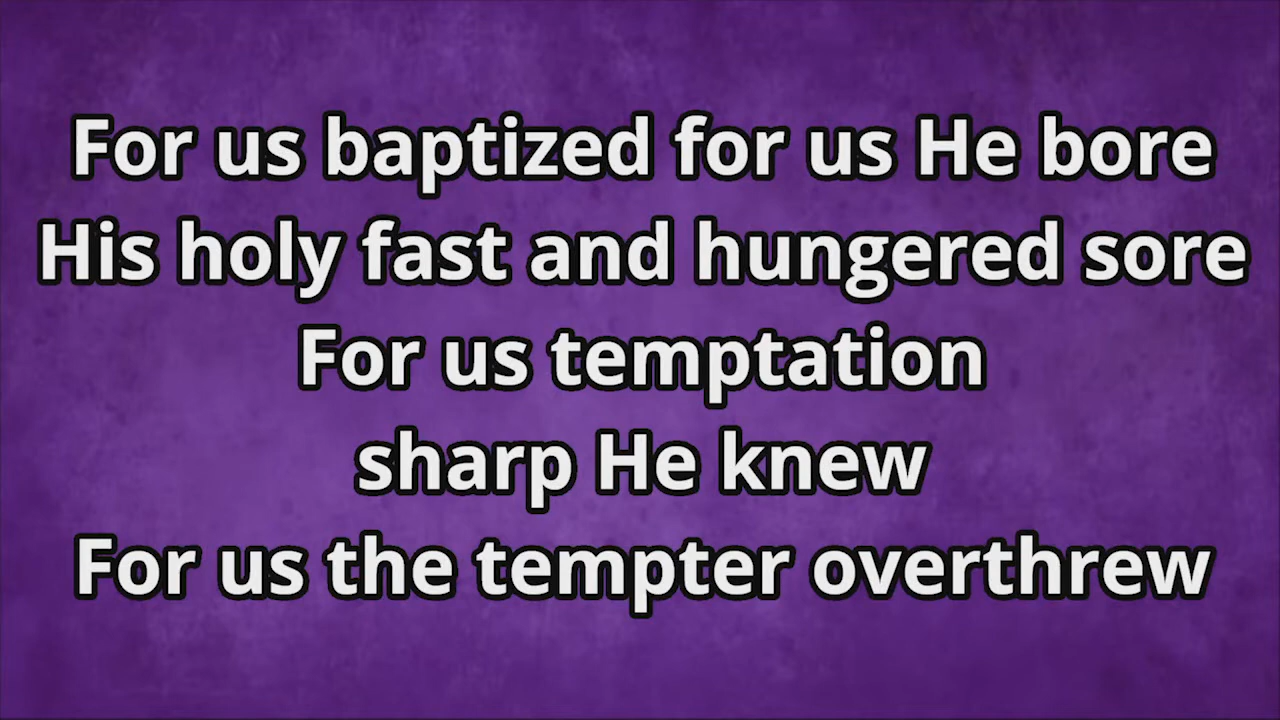 For us baptized for us He bore
His holy fast and hungered sore
For us temptation
sharp He knew
For us the tempter overthrew